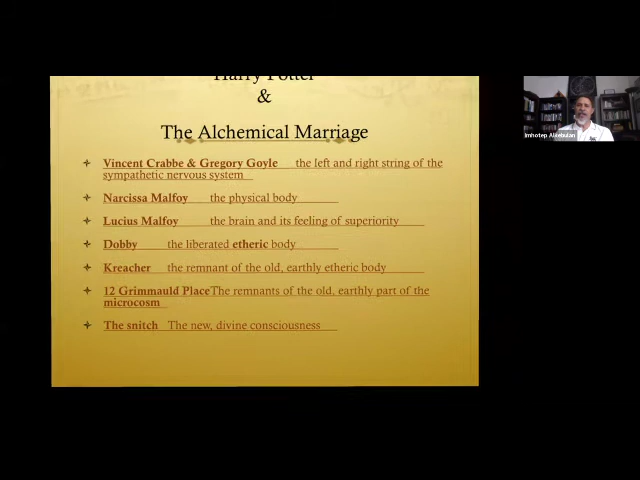 Harry Potter
&
The Alchemical Marriage
Vincent Crabbe & Gregory Goyle the left and right string of the
sympathetic nervous system
Narcissa Malfoy the physical body
Lucius Malfoy the brain and its feeling of superiority
Dobby the liberated etheric body
Kreacher the remnant of the old, earthly etheric body
12 Grimmauld PlaceThe remnants of the old, earthly part of the
microcosm
The snitch The new, divine consciousness